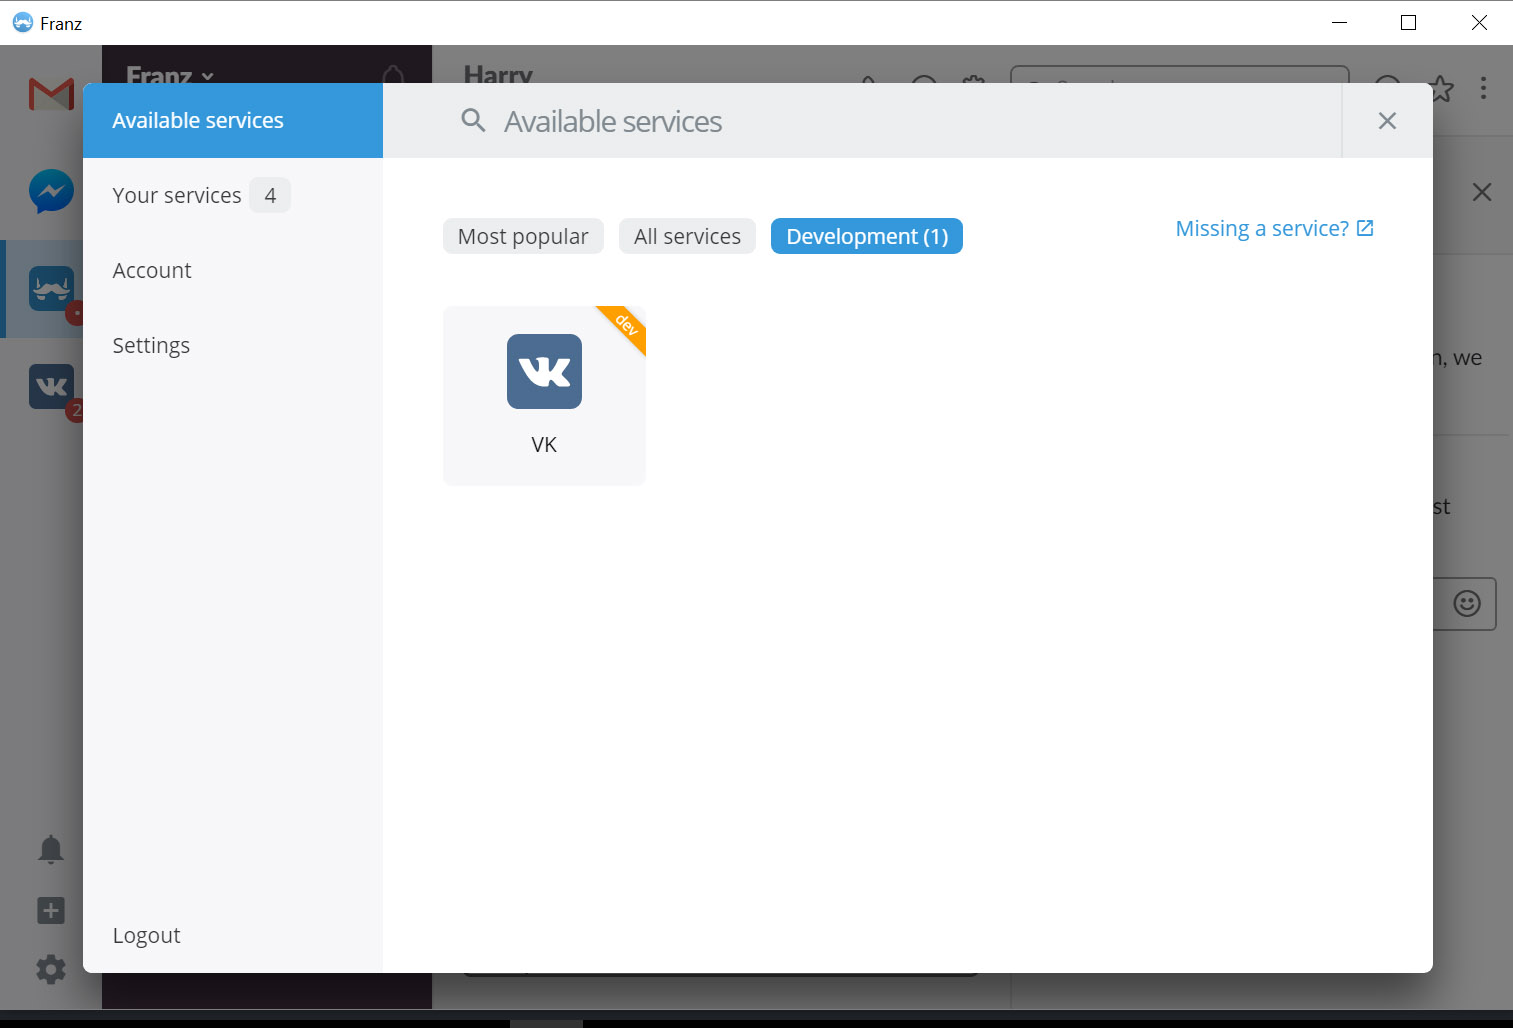 Franz
Franz
Harry
Available services
Available services
Your services 4
Account
Settings
Logout
Most popular
All services
Development (1)
Missing a service?
dev
VK
VK
2
, we
st